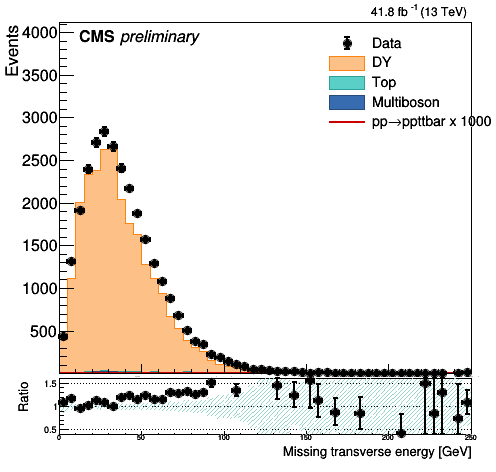 41.8 fb⁻¹ (13 TeV)
CMS preliminary
Events
4000
3500
3000
2500
2000
1500
1000
500
Data
DY
Top
Multiboson
pp→ppttbar x 1000
Ratio
1.5
1
0.5
0 50 100 150 200 250
Missing transverse energy [GeV]